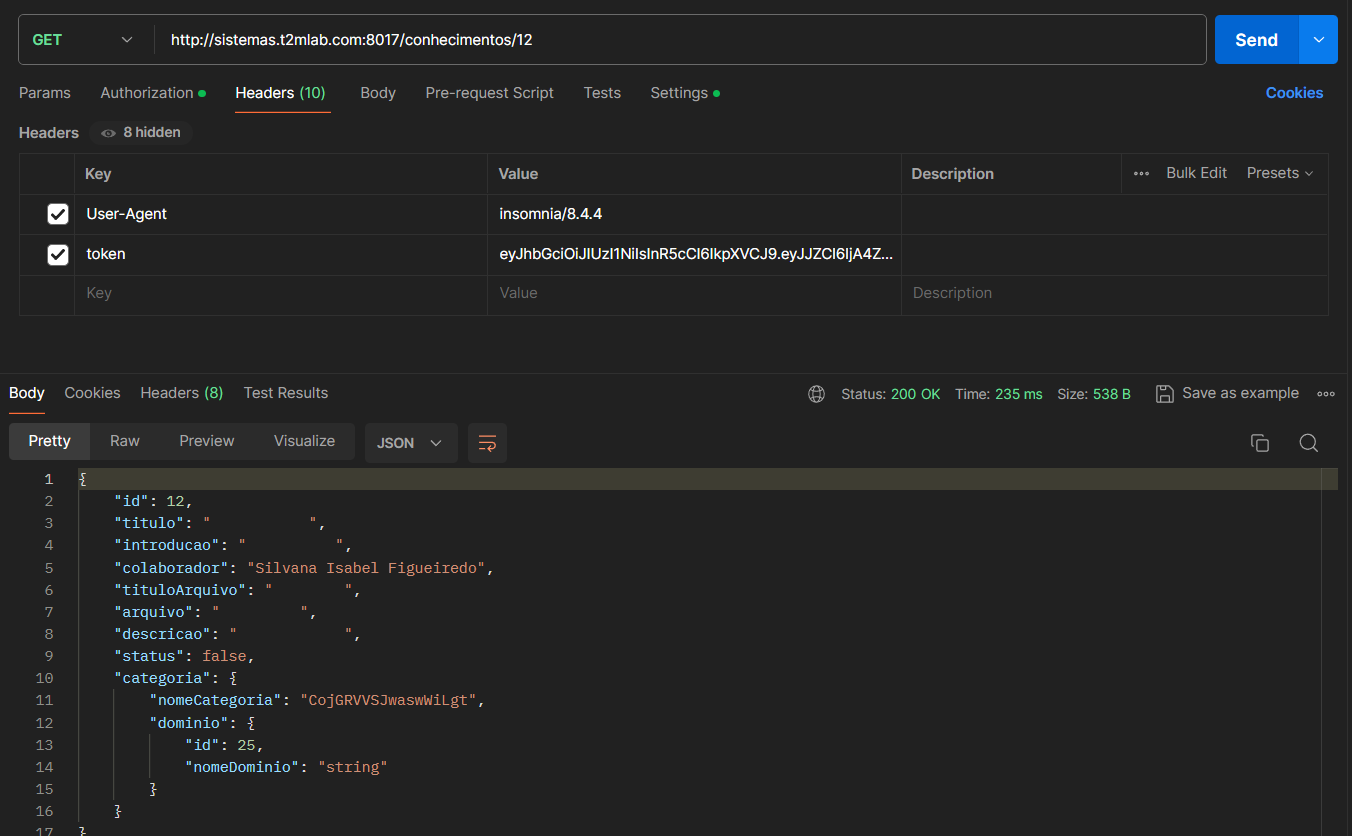 GET http://sistemas.t2mlab.com:8017/conhecimentos/12 Send
Params Authorization Headers (10) Body Pre-request Script Tests Settings Cookies
Headers 8 hidden
Key Value Description ••• Bulk Edit Presets
User-Agent insomnia/8.4.4
token eyJhbGciOiJIUzI1NiIsInR5cCI6IkpXVCJ9.eyJJZCI6IjA4Z...
Key Value Description
Body Cookies Headers (8) Test Results Status: 200 OK Time: 235 ms Size: 538 B Save as example
Pretty Raw Preview Visualize JSON
1 {
2 "id": 12,
3 "titulo": "           ",
4 "introducao": "          ",
5 "colaborador": "Silvana Isabel Figueiredo",
6 "tituloArquivo": "        ",
7 "arquivo": "         ",
8 "descricao": "            ",
9 "status": false,
10 "categoria": {
11 "nomeCategoria": "CojGRVVSJwaswWiLgt",
12 "dominio": {
13 "id": 25,
14 "nomeDominio": "string"
15 }
16 }
17 }